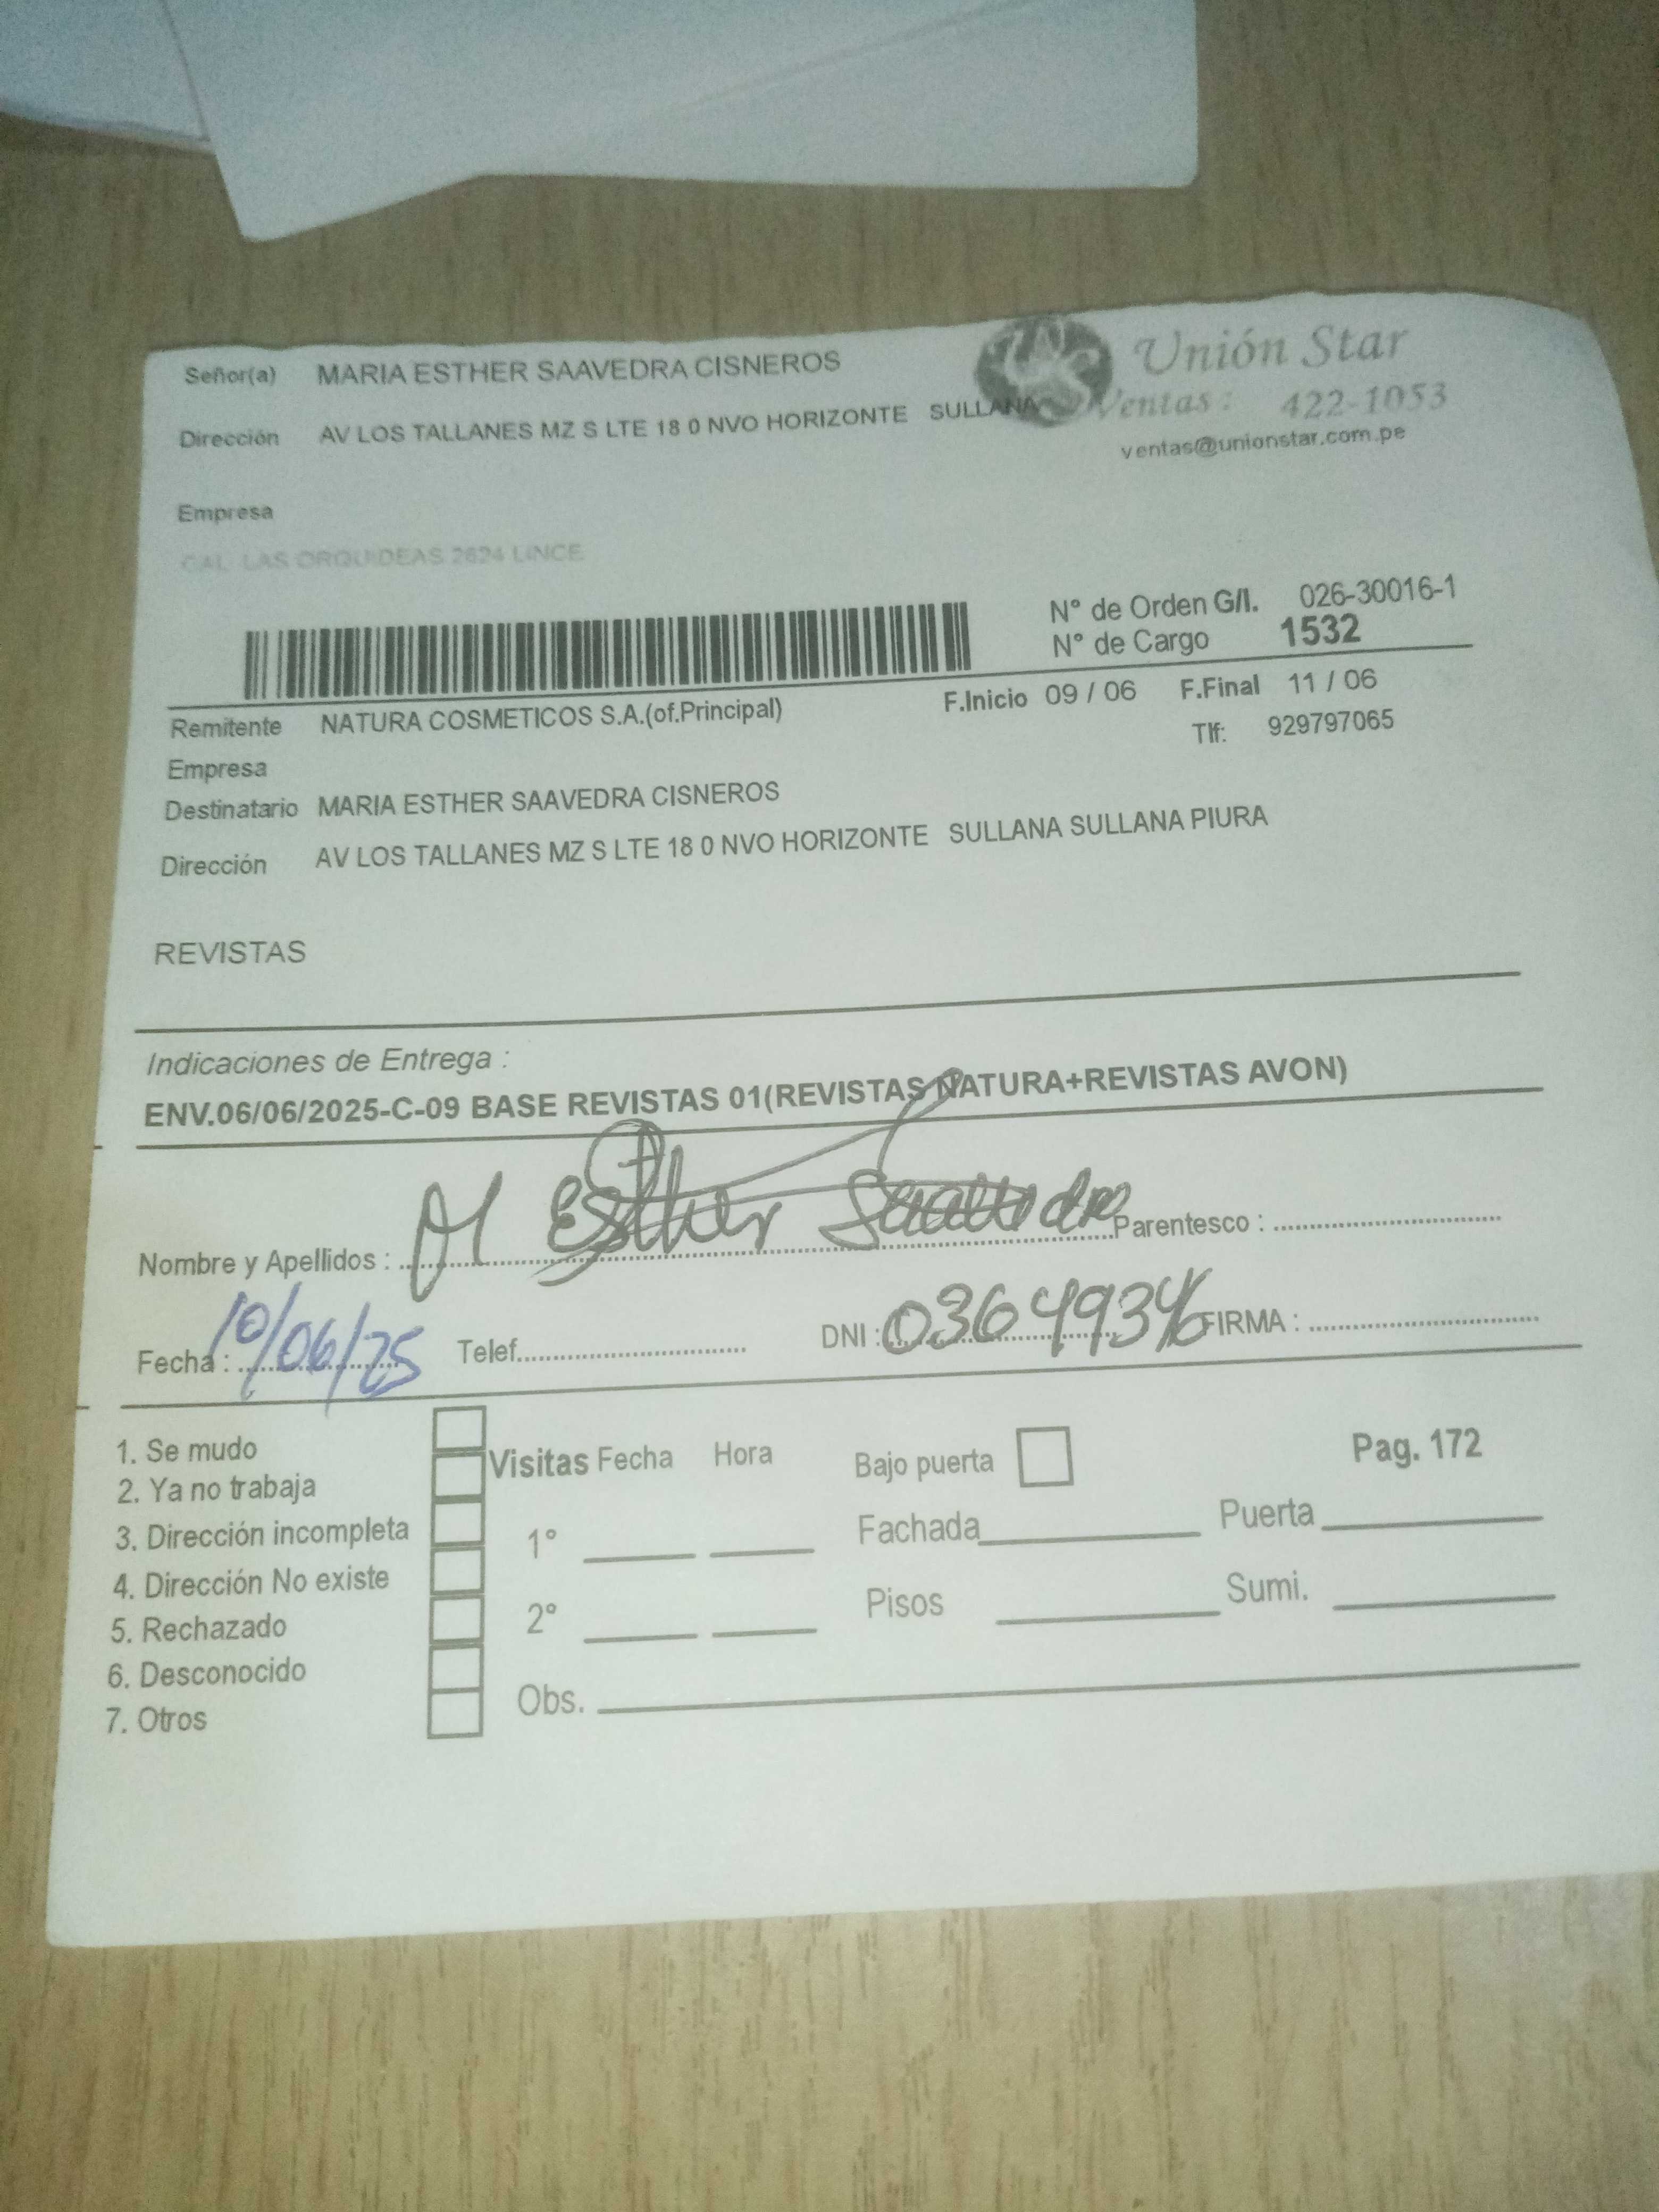 Señor(a) MARIA ESTHER SAAVEDRA CISNEROS
Unión Star
Dirección AV LOS TALLANES MZ S LTE 18 0 NVO HORIZONTE SULLANA
Ventas : 422-1053
ventas@unionstar.com.pe
Empresa
CAL LAS ORQUIDEAS 2624 LINCE
N° de Orden G/I. 026-30016-1
N° de Cargo 1532
Remitente NATURA COSMETICOS S.A.(of.Principal) F.Inicio 09 / 06 F.Final 11 / 06
Empresa Tlf: 929797065
Destinatario MARIA ESTHER SAAVEDRA CISNEROS
Dirección AV LOS TALLANES MZ S LTE 18 0 NVO HORIZONTE SULLANA SULLANA PIURA
REVISTAS
Indicaciones de Entrega :
ENV.06/06/2025-C-09 BASE REVISTAS 01(REVISTAS NATURA+REVISTAS AVON)
Nombre y Apellidos : M Esther Saavedra Parentesco :
Fecha : 10/06/25 Telef. DNI : 03649346 FIRMA :
1. Se mudo
2. Ya no trabaja
3. Dirección incompleta
4. Dirección No existe
5. Rechazado
6. Desconocido
7. Otros
Visitas Fecha Hora
1°
2°
Obs.
Bajo puerta Pag. 172
Fachada Puerta
Pisos Sumi.